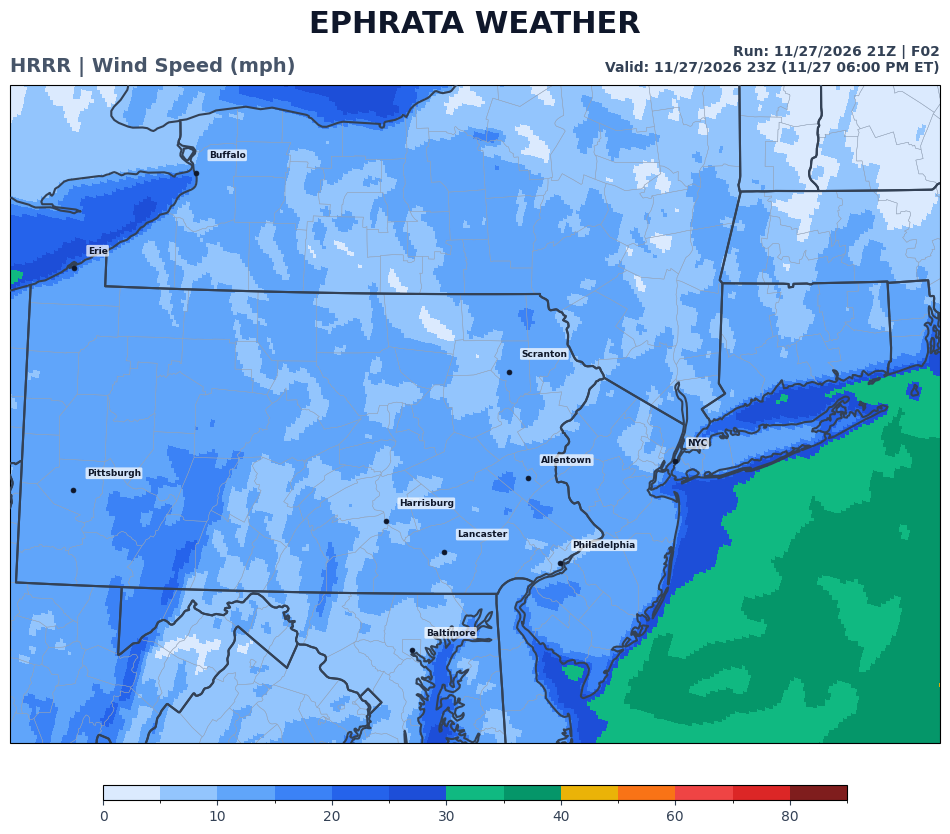 EPHRATA WEATHER
Run: 11/27/2026 21Z | F02
HRRR | Wind Speed (mph)
Valid: 11/27/2026 23Z (11/27 06:00 PM ET)
Buffalo
Erie
Scranton
NYC
Allentown
Pittsburgh
Harrisburg
Lancaster
Philadelphia
Baltimore
0 10 20 30 40 60 80